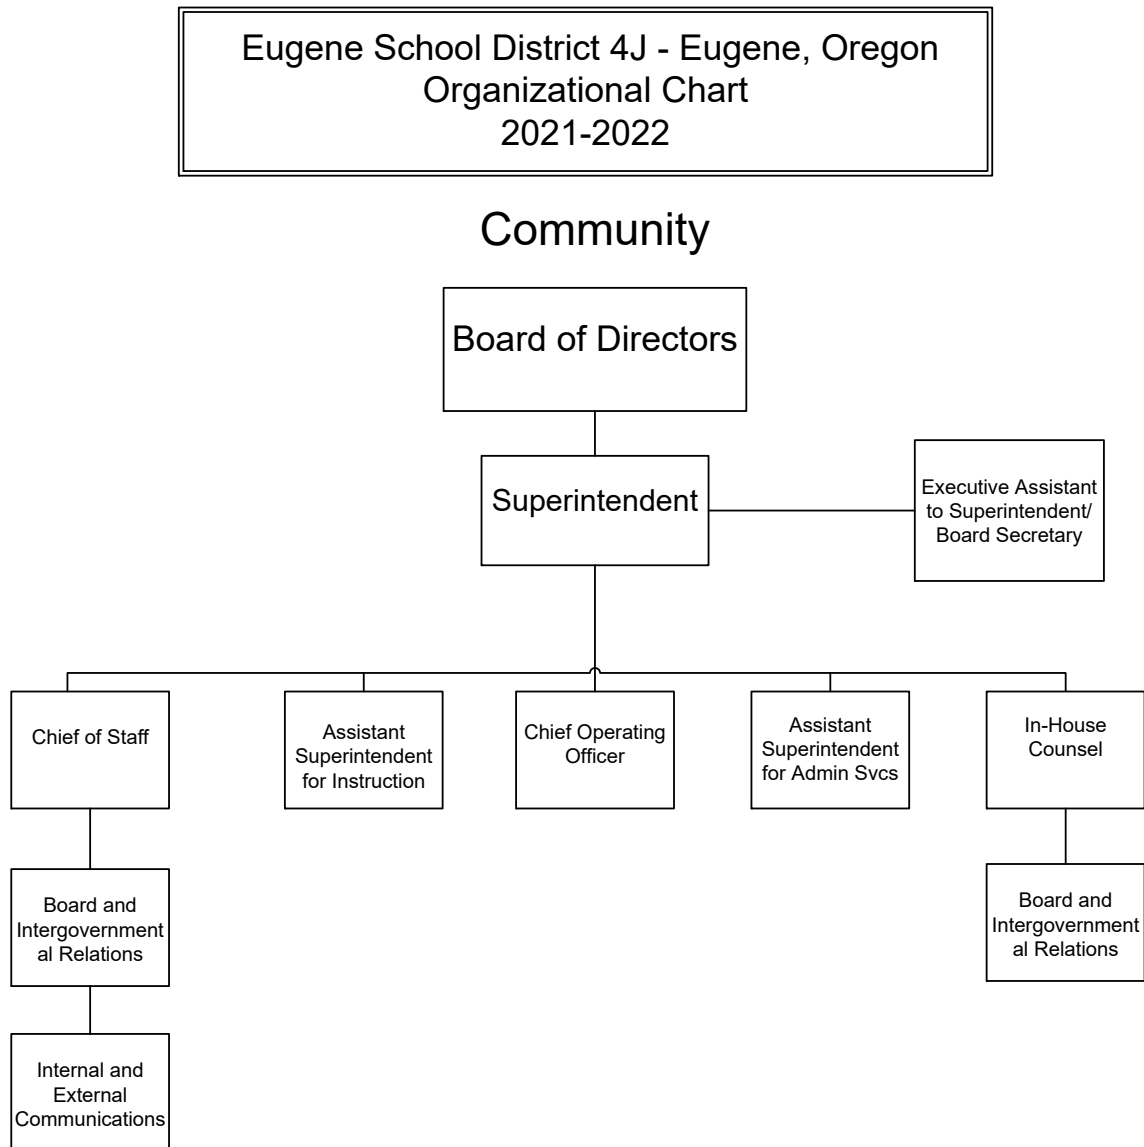 Eugene School District 4J - Eugene, Oregon
Organizational Chart
2021-2022
Community
Board of Directors
Superintendent
Executive Assistant
to Superintendent/
Board Secretary
Chief of Staff
Assistant
Superintendent
for Instruction
Chief Operating
Officer
Assistant
Superintendent
for Admin Svcs
In-House
Counsel
Board and
Intergovernment
al Relations
Board and
Intergovernment
al Relations
Internal and
External
Communications